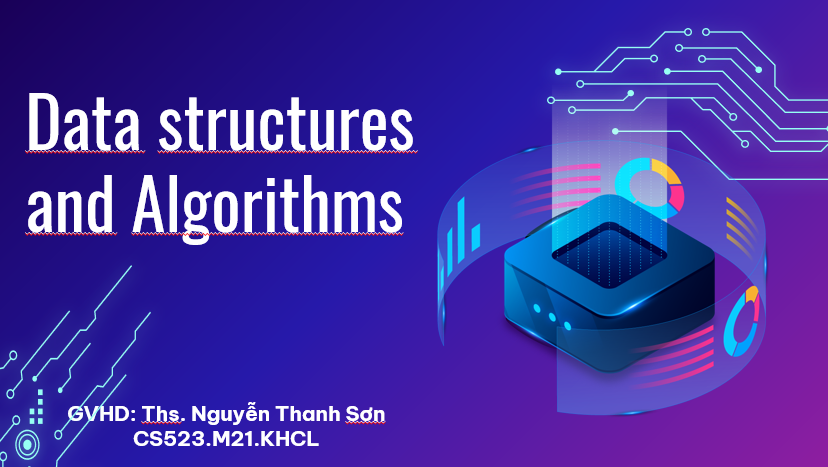 Data structures
and Algorithms
GVHD: Ths. Nguyễn Thanh Sơn
CS523.M21.KHCL